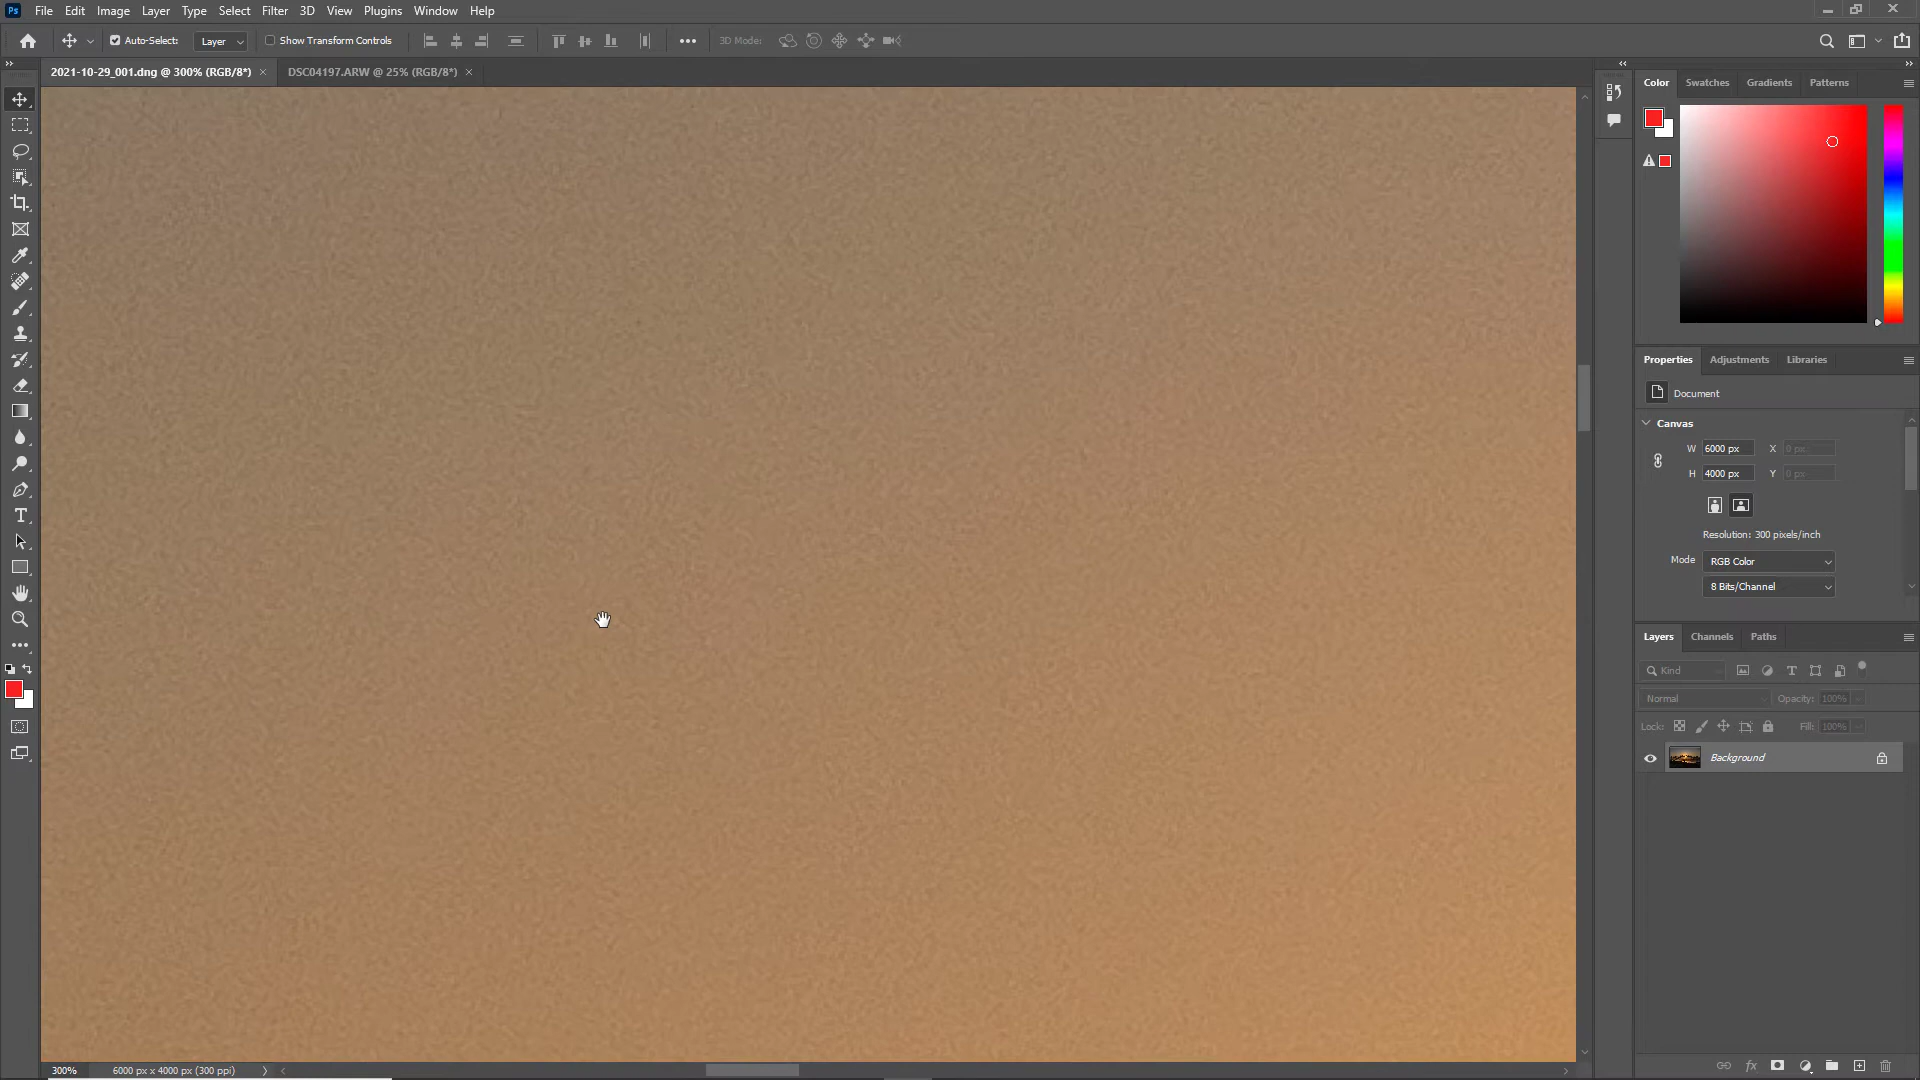 Ps File Edit Image Layer Type Select Filter 3D View Plugins Window Help
Auto-Select: Layer Show Transform Controls 3D Mode:
2021-10-29_001.dng @ 300% (RGB/8*) DSC04197.ARW @ 25% (RGB/8*)
Color Swatches Gradients Patterns
Properties Adjustments Libraries
Document
Canvas
W 6000 px X 0 px
H 4000 px Y 0 px
Resolution: 300 pixels/inch
Mode RGB Color
8 Bits/Channel
Layers Channels Paths
Kind
Normal Opacity: 100%
Lock: Fill: 100%
Background
fx
300% 6000 px x 4000 px (300 ppi)